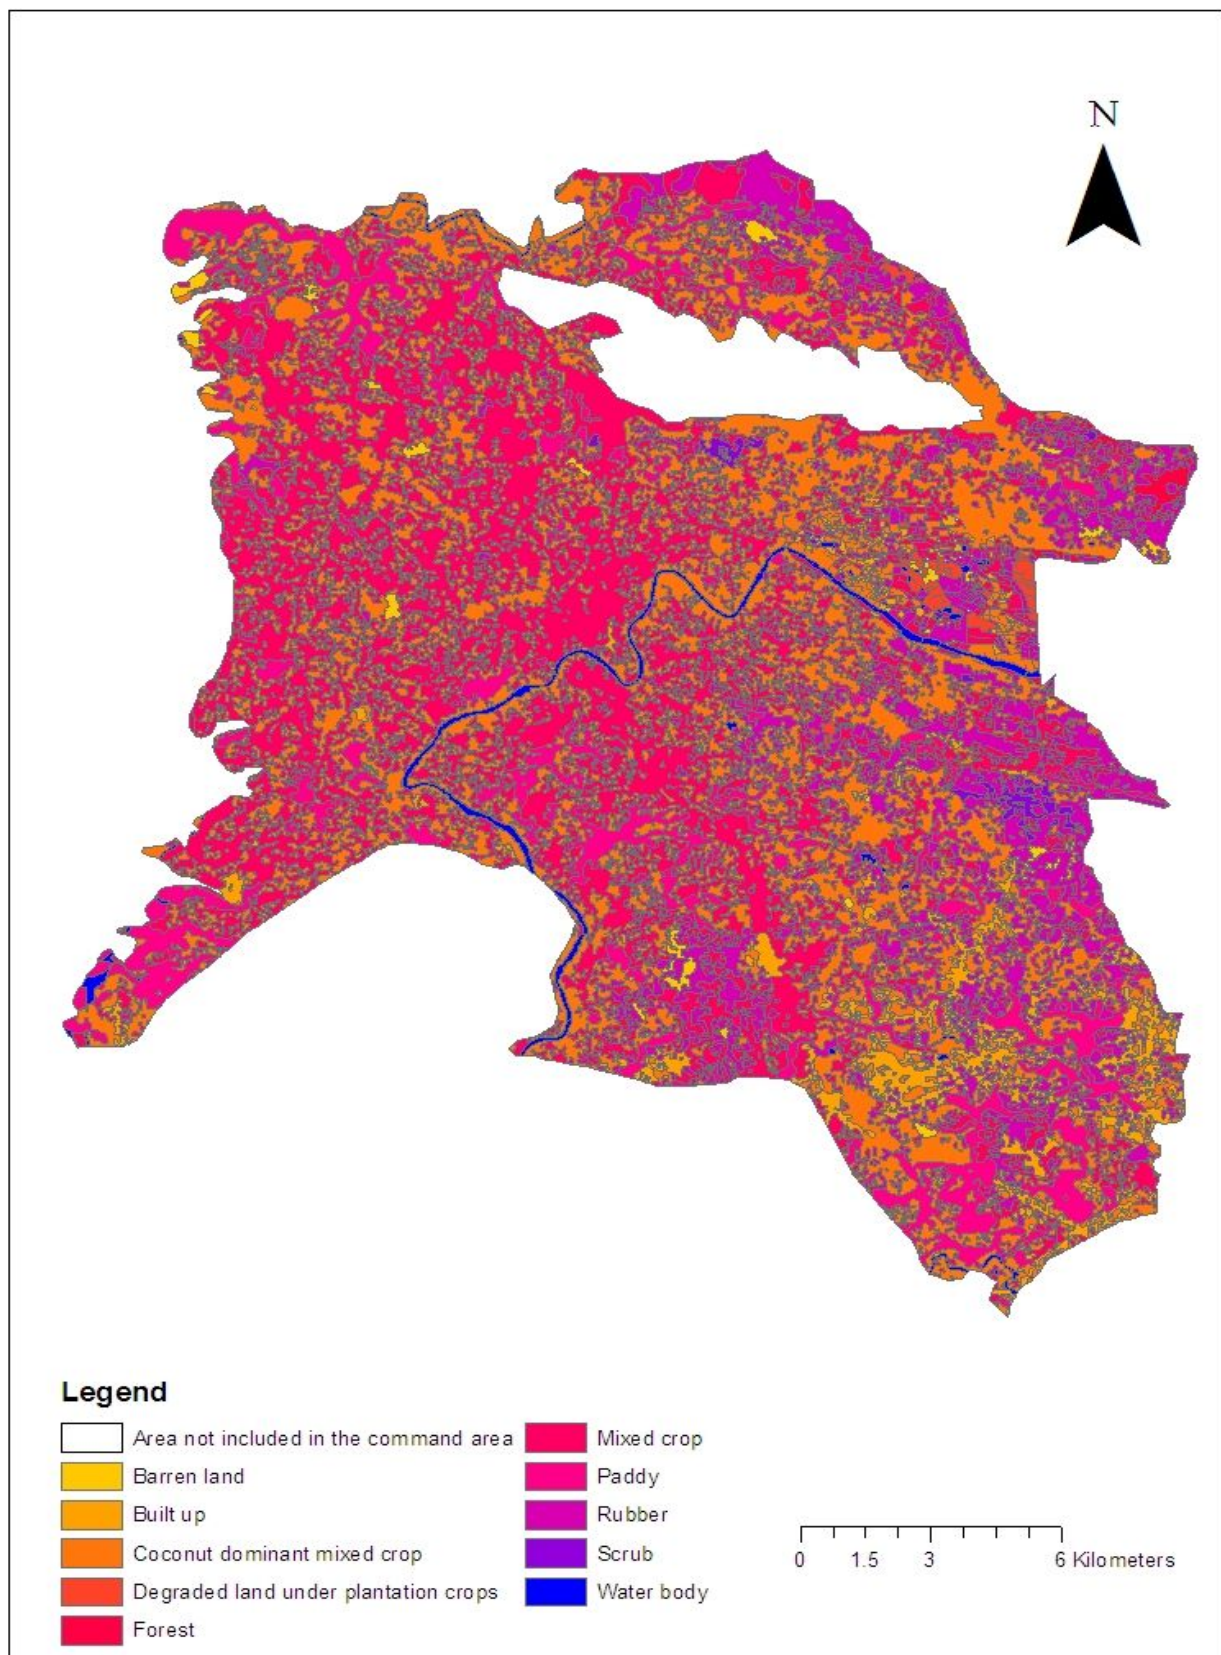 N
Legend
Area not included in the command area
Barren land
Built up
Coconut dominant mixed crop
Degraded land under plantation crops
Forest
Mixed crop
Paddy
Rubber
Scrub
Water body
0 1.5 3 6 Kilometers